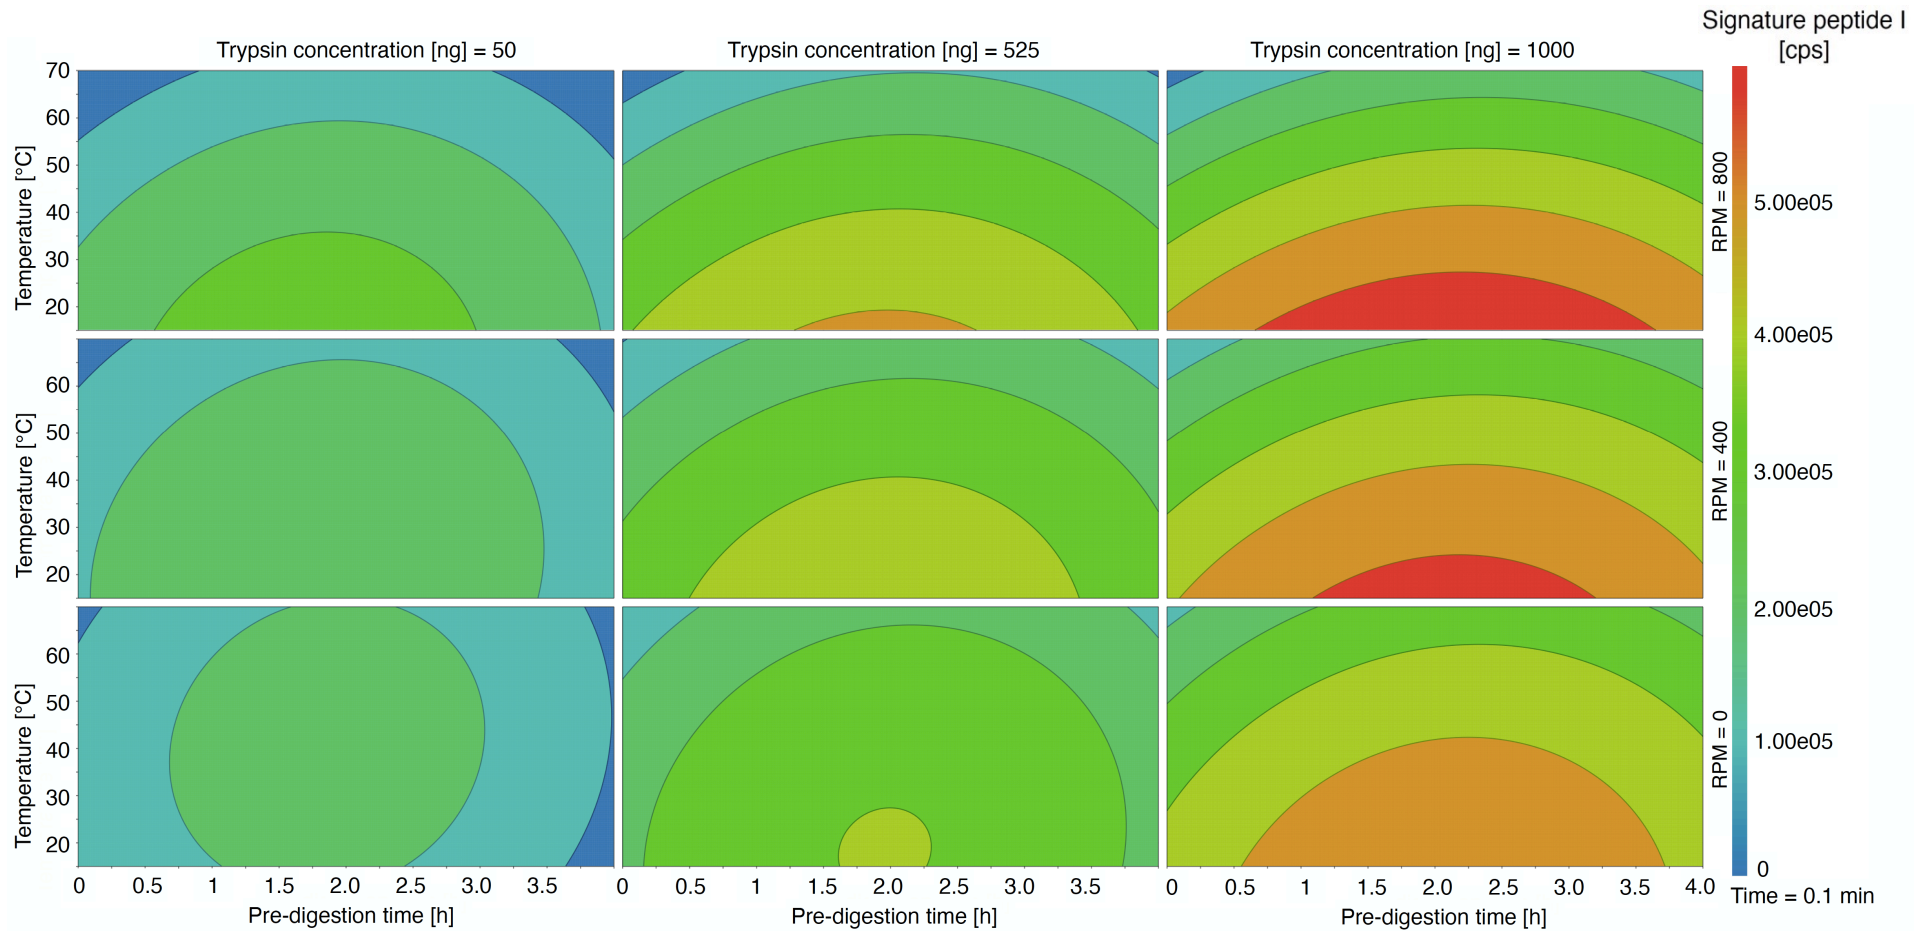 Signature peptide I
[cps]
Trypsin concentration [ng] = 50
Trypsin concentration [ng] = 525
Trypsin concentration [ng] = 1000
70
60
50
40
30
20
Temperature [°C]
RPM = 800
60
50
40
30
20
Temperature [°C]
RPM = 400
60
50
40
30
20
Temperature [°C]
RPM = 0
5.00e05
4.00e05
3.00e05
2.00e05
1.00e05
0
Time = 0.1 min
0 0.5 1 1.5 2.0 2.5 3.0 3.5
0 0.5 1 1.5 2.0 2.5 3.0 3.5
0 0.5 1 1.5 2.0 2.5 3.0 3.5 4.0
Pre-digestion time [h]
Pre-digestion time [h]
Pre-digestion time [h]